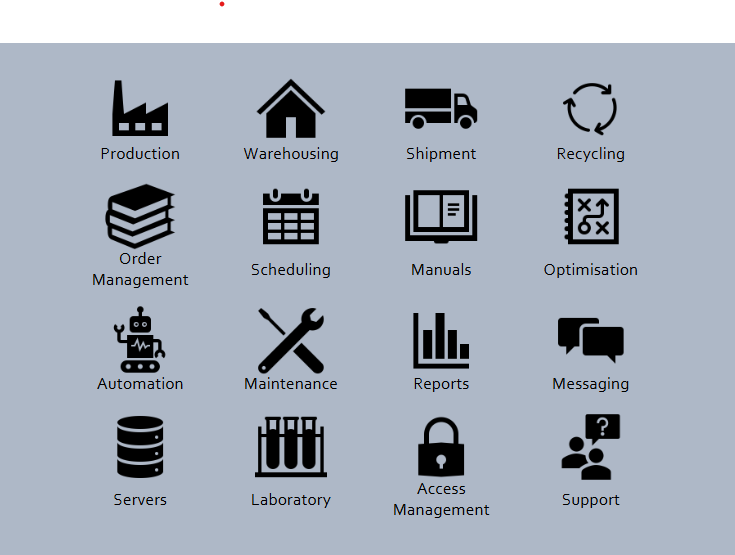 Production
Warehousing
Shipment
Recycling
Order
Management
Scheduling
Manuals
Optimisation
Automation
Maintenance
Reports
Messaging
Servers
Laboratory
Access
Management
?
Support